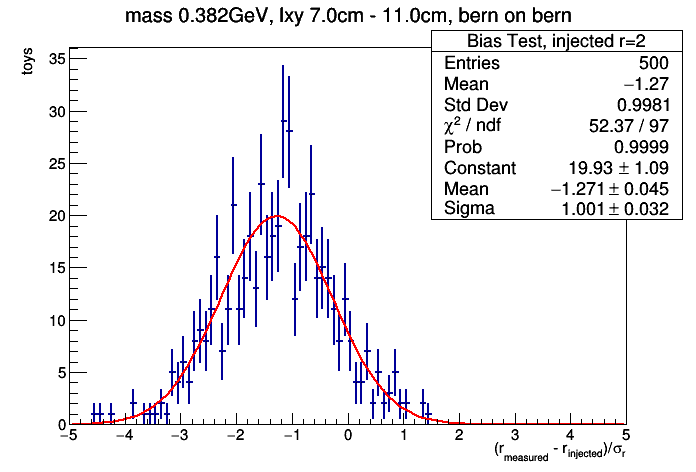 mass 0.382GeV, lxy 7.0cm - 11.0cm, bern on bern
Bias Test, injected r=2
Entries 500
Mean −1.27
Std Dev 0.9981
χ² / ndf 52.37 / 97
Prob 0.9999
Constant 19.93 ± 1.09
Mean −1.271 ± 0.045
Sigma 1.001 ± 0.032
toys
35
30
25
20
15
10
5
0
−5 −4 −3 −2 −1 0 1 2 3 4 5
(r_measured - r_injected)/σ_r